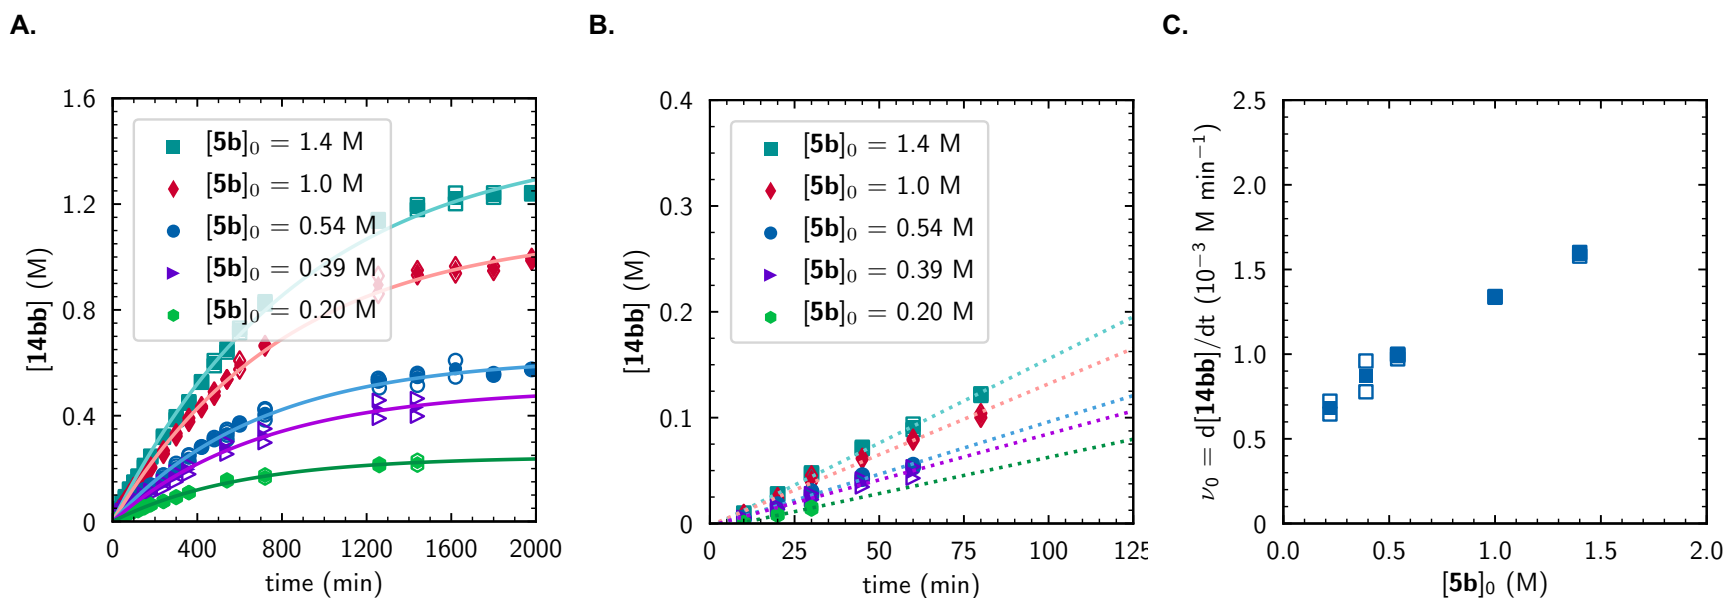 A.
B.
C.
[14bb] (M)
1.6
1.2
0.8
0.4
0
[5b]₀ = 1.4 M
[5b]₀ = 1.0 M
[5b]₀ = 0.54 M
[5b]₀ = 0.39 M
[5b]₀ = 0.20 M
0 400 800 1200 1600 2000
time (min)
[14bb] (M)
0.4
0.3
0.2
0.1
0
[5b]₀ = 1.4 M
[5b]₀ = 1.0 M
[5b]₀ = 0.54 M
[5b]₀ = 0.39 M
[5b]₀ = 0.20 M
0 25 50 75 100 125
time (min)
ν₀ = d[14bb]/dt (10⁻³ M min⁻¹)
2.5
2.0
1.5
1.0
0.5
0
0.0 0.5 1.0 1.5 2.0
[5b]₀ (M)